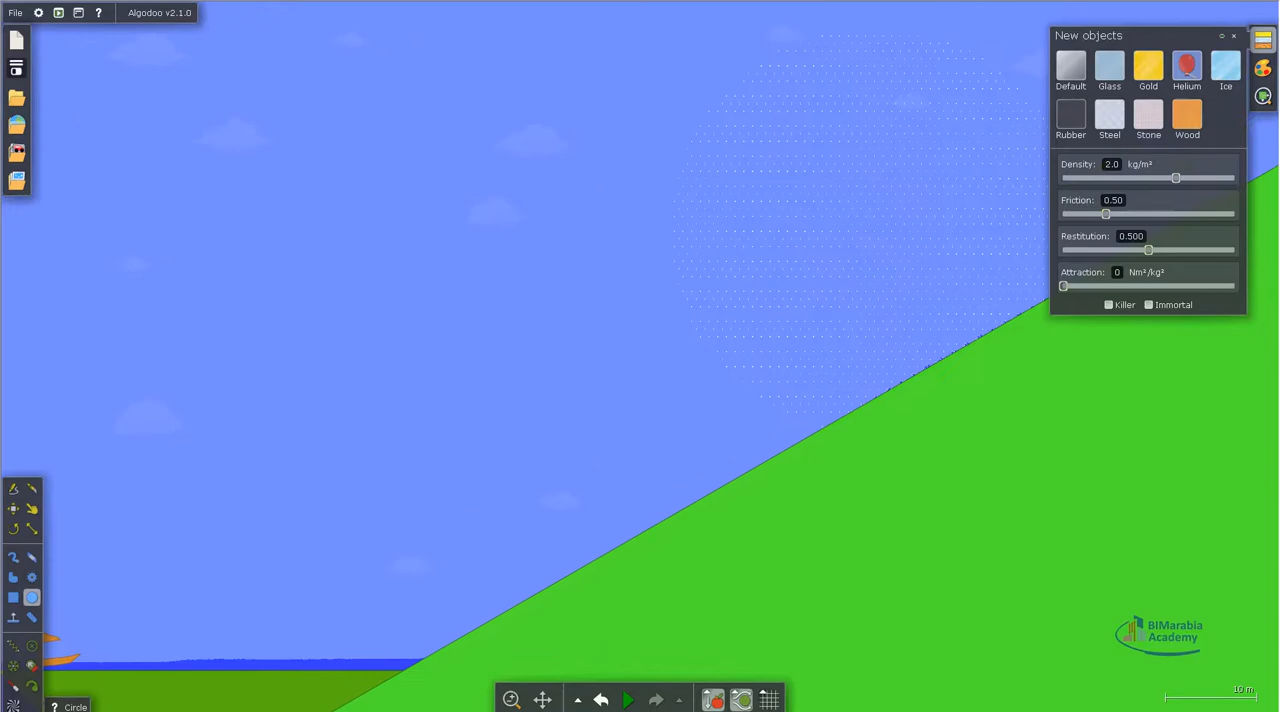 File
?
Algodoo v2.1.0
New objects
Default
Glass
Gold
Helium
Ice
Rubber
Steel
Stone
Wood
Density: 2.0 kg/m²
Friction: 0.50
Restitution: 0.500
Attraction: 0 Nm²/kg²
Killer
Immortal
BIMarabia
Academy
10 m
? Circle